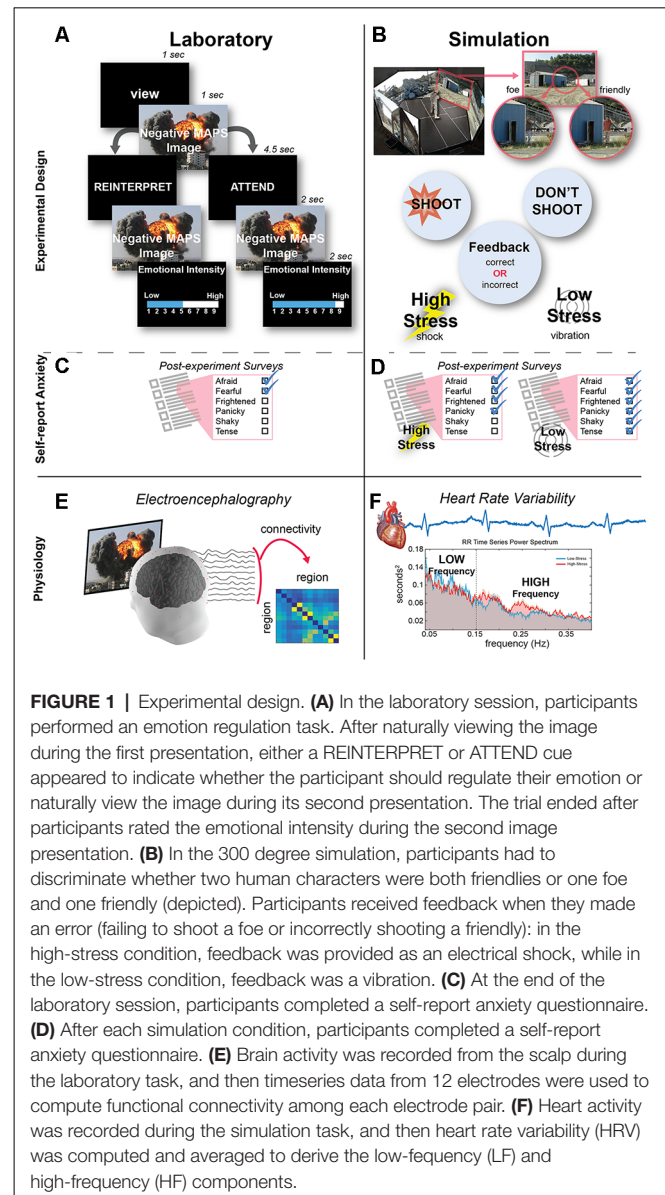 A
Laboratory
1 sec
view
1 sec
Negative MAPS
Image
4.5 sec
REINTERPRET
ATTEND
2 sec
Negative MAPS
Image
Negative MAPS
Image
2 sec
Emotional Intensity
Low High
1 2 3 4 5 6 7 8 9
Emotional Intensity
Low High
1 2 3 4 5 6 7 8 9
Experimental Design
B
Simulation
foe
friendly
SHOOT
DON'T
SHOOT
Feedback
correct
OR
incorrect
High
Stress
shock
Low
Stress
vibration
Self-report Anxiety
C
Post-experiment Surveys
Afraid
Fearful
Frightened
Panicky
Shaky
Tense
D
Post-experiment Surveys
Afraid
Fearful
Frightened
Panicky
Shaky
Tense
High
Stress
Afraid
Fearful
Frightened
Panicky
Shaky
Tense
Low
Stress
Physiology
E
Electroencephalography
connectivity
region
region
F
Heart Rate Variability
RR Time Series Power Spectrum
Low-Stress
High-Stress
LOW
Frequency
HIGH
Frequency
seconds²
0.18
0.14
0.10
0.06
0.02
0.05 0.15 0.25 0.35
frequency (Hz)
FIGURE 1 | Experimental design. (A) In the laboratory session, participants
performed an emotion regulation task. After naturally viewing the image
during the first presentation, either a REINTERPRET or ATTEND cue
appeared to indicate whether the participant should regulate their emotion or
naturally view the image during its second presentation. The trial ended after
participants rated the emotional intensity during the second image
presentation. (B) In the 300 degree simulation, participants had to
discriminate whether two human characters were both friendlies or one foe
and one friendly (depicted). Participants received feedback when they made
an error (failing to shoot a foe or incorrectly shooting a friendly): in the
high-stress condition, feedback was provided as an electrical shock, while in
the low-stress condition, feedback was a vibration. (C) At the end of the
laboratory session, participants completed a self-report anxiety questionnaire.
(D) After each simulation condition, participants completed a self-report
anxiety questionnaire. (E) Brain activity was recorded from the scalp during
the laboratory task, and then timeseries data from 12 electrodes were used to
compute functional connectivity among each electrode pair. (F) Heart activity
was recorded during the simulation task, and then heart rate variability (HRV)
was computed and averaged to derive the low-fequency (LF) and
high-frequency (HF) components.